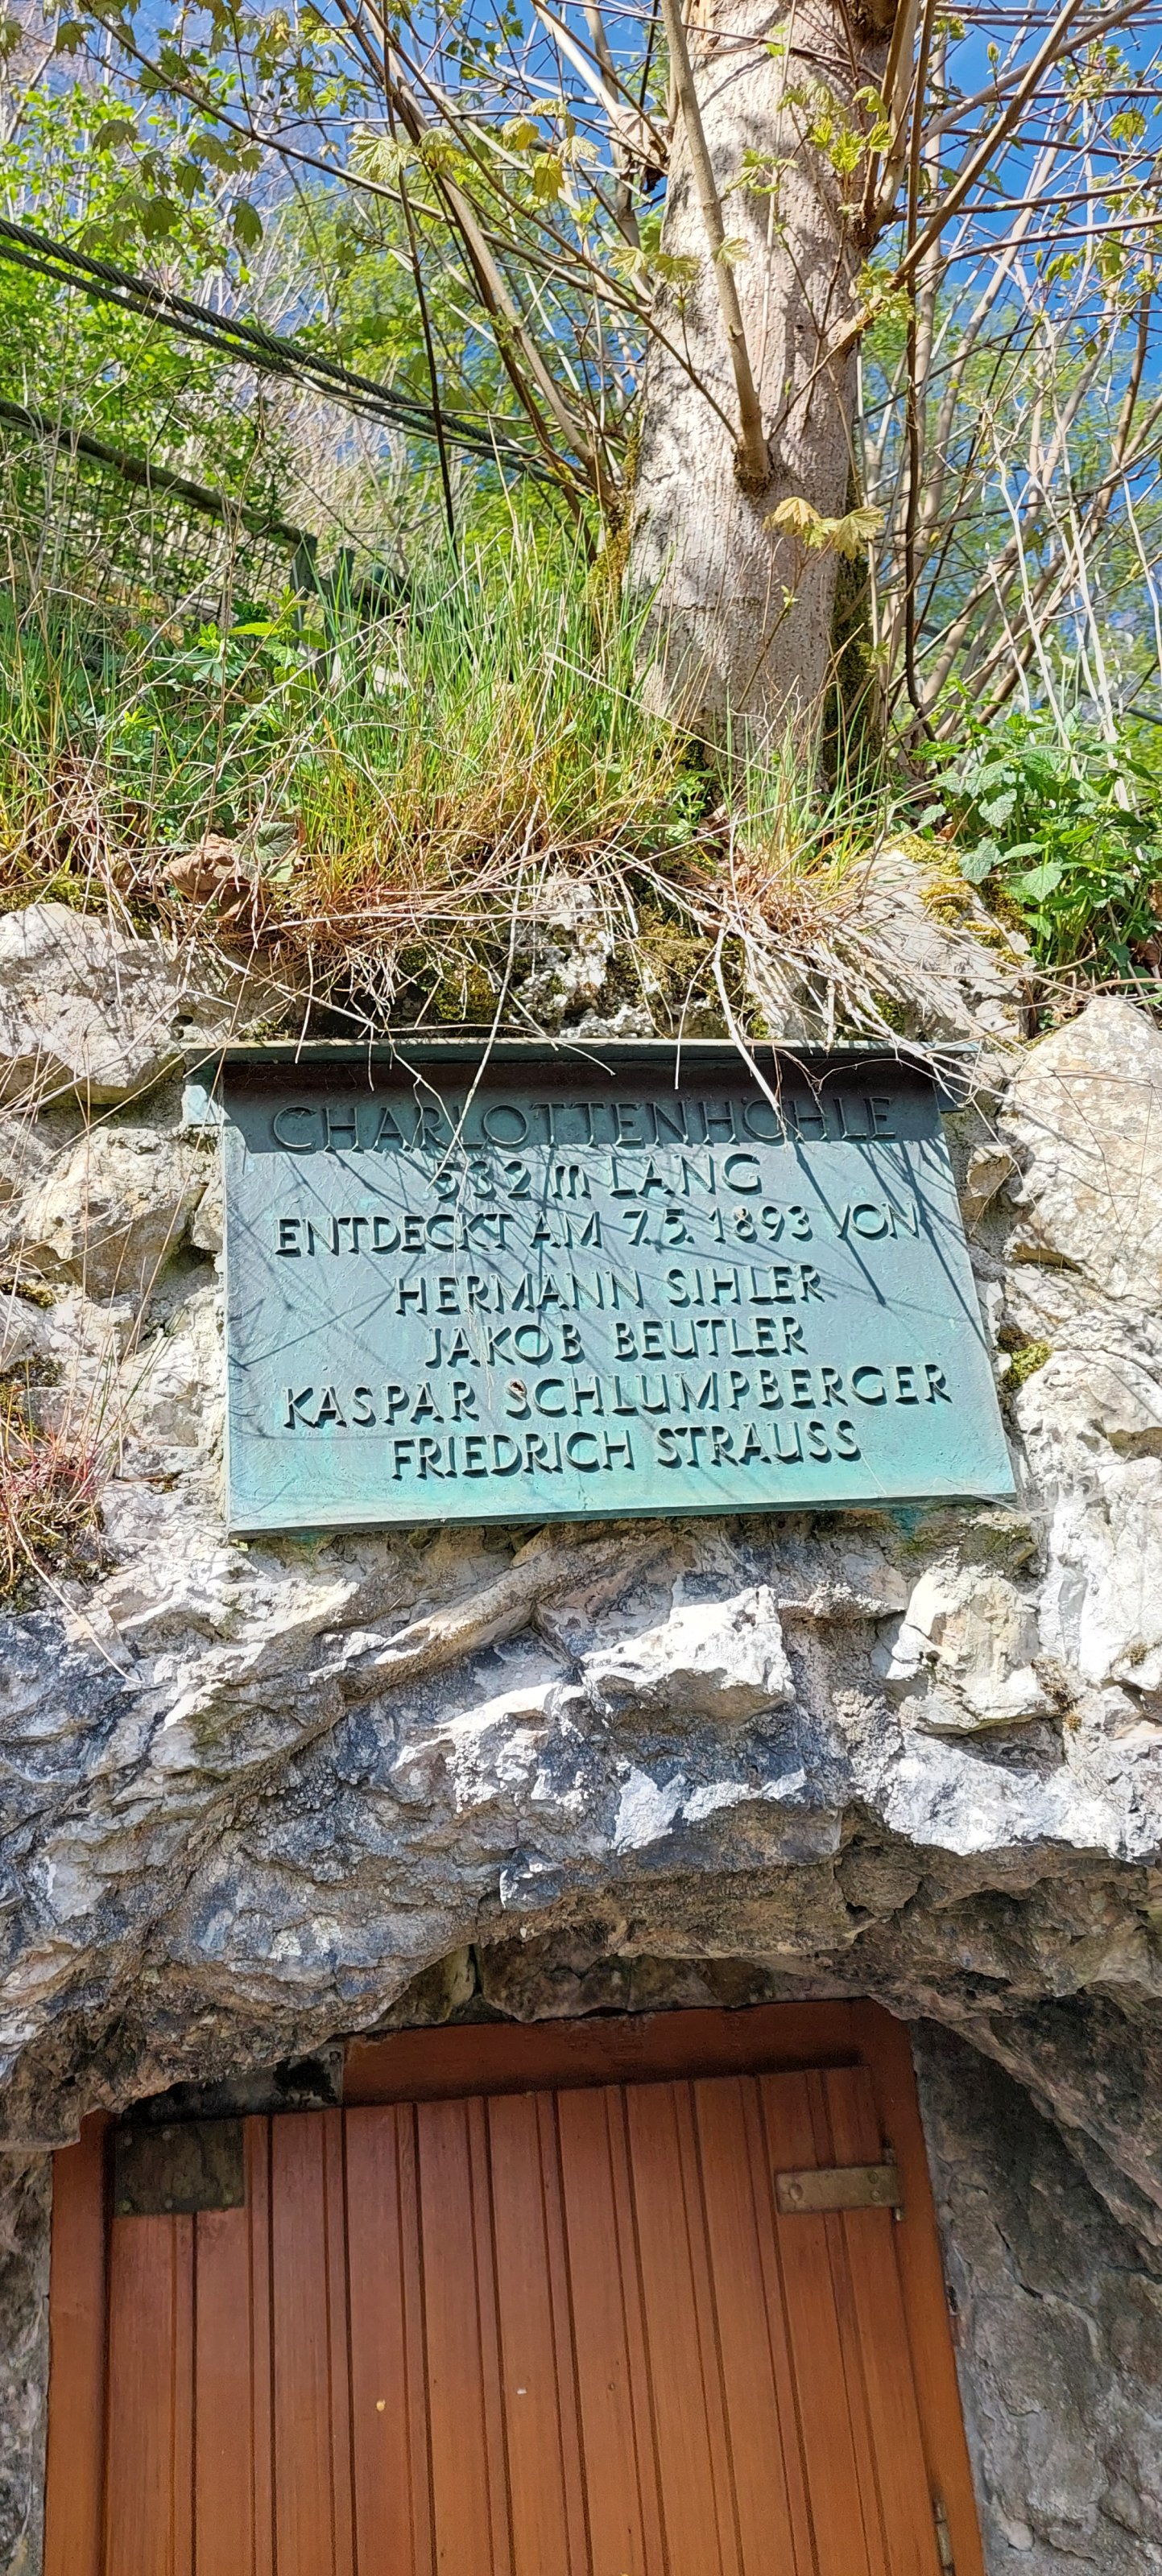 CHARLOTTENHÖHLE
532 m LANG
ENTDECKT AM 7.5.1893 VON
HERMANN SIHLER
JAKOB BEUTLER
KASPAR SCHLUMPBERGER
FRIEDRICH STRAUSS